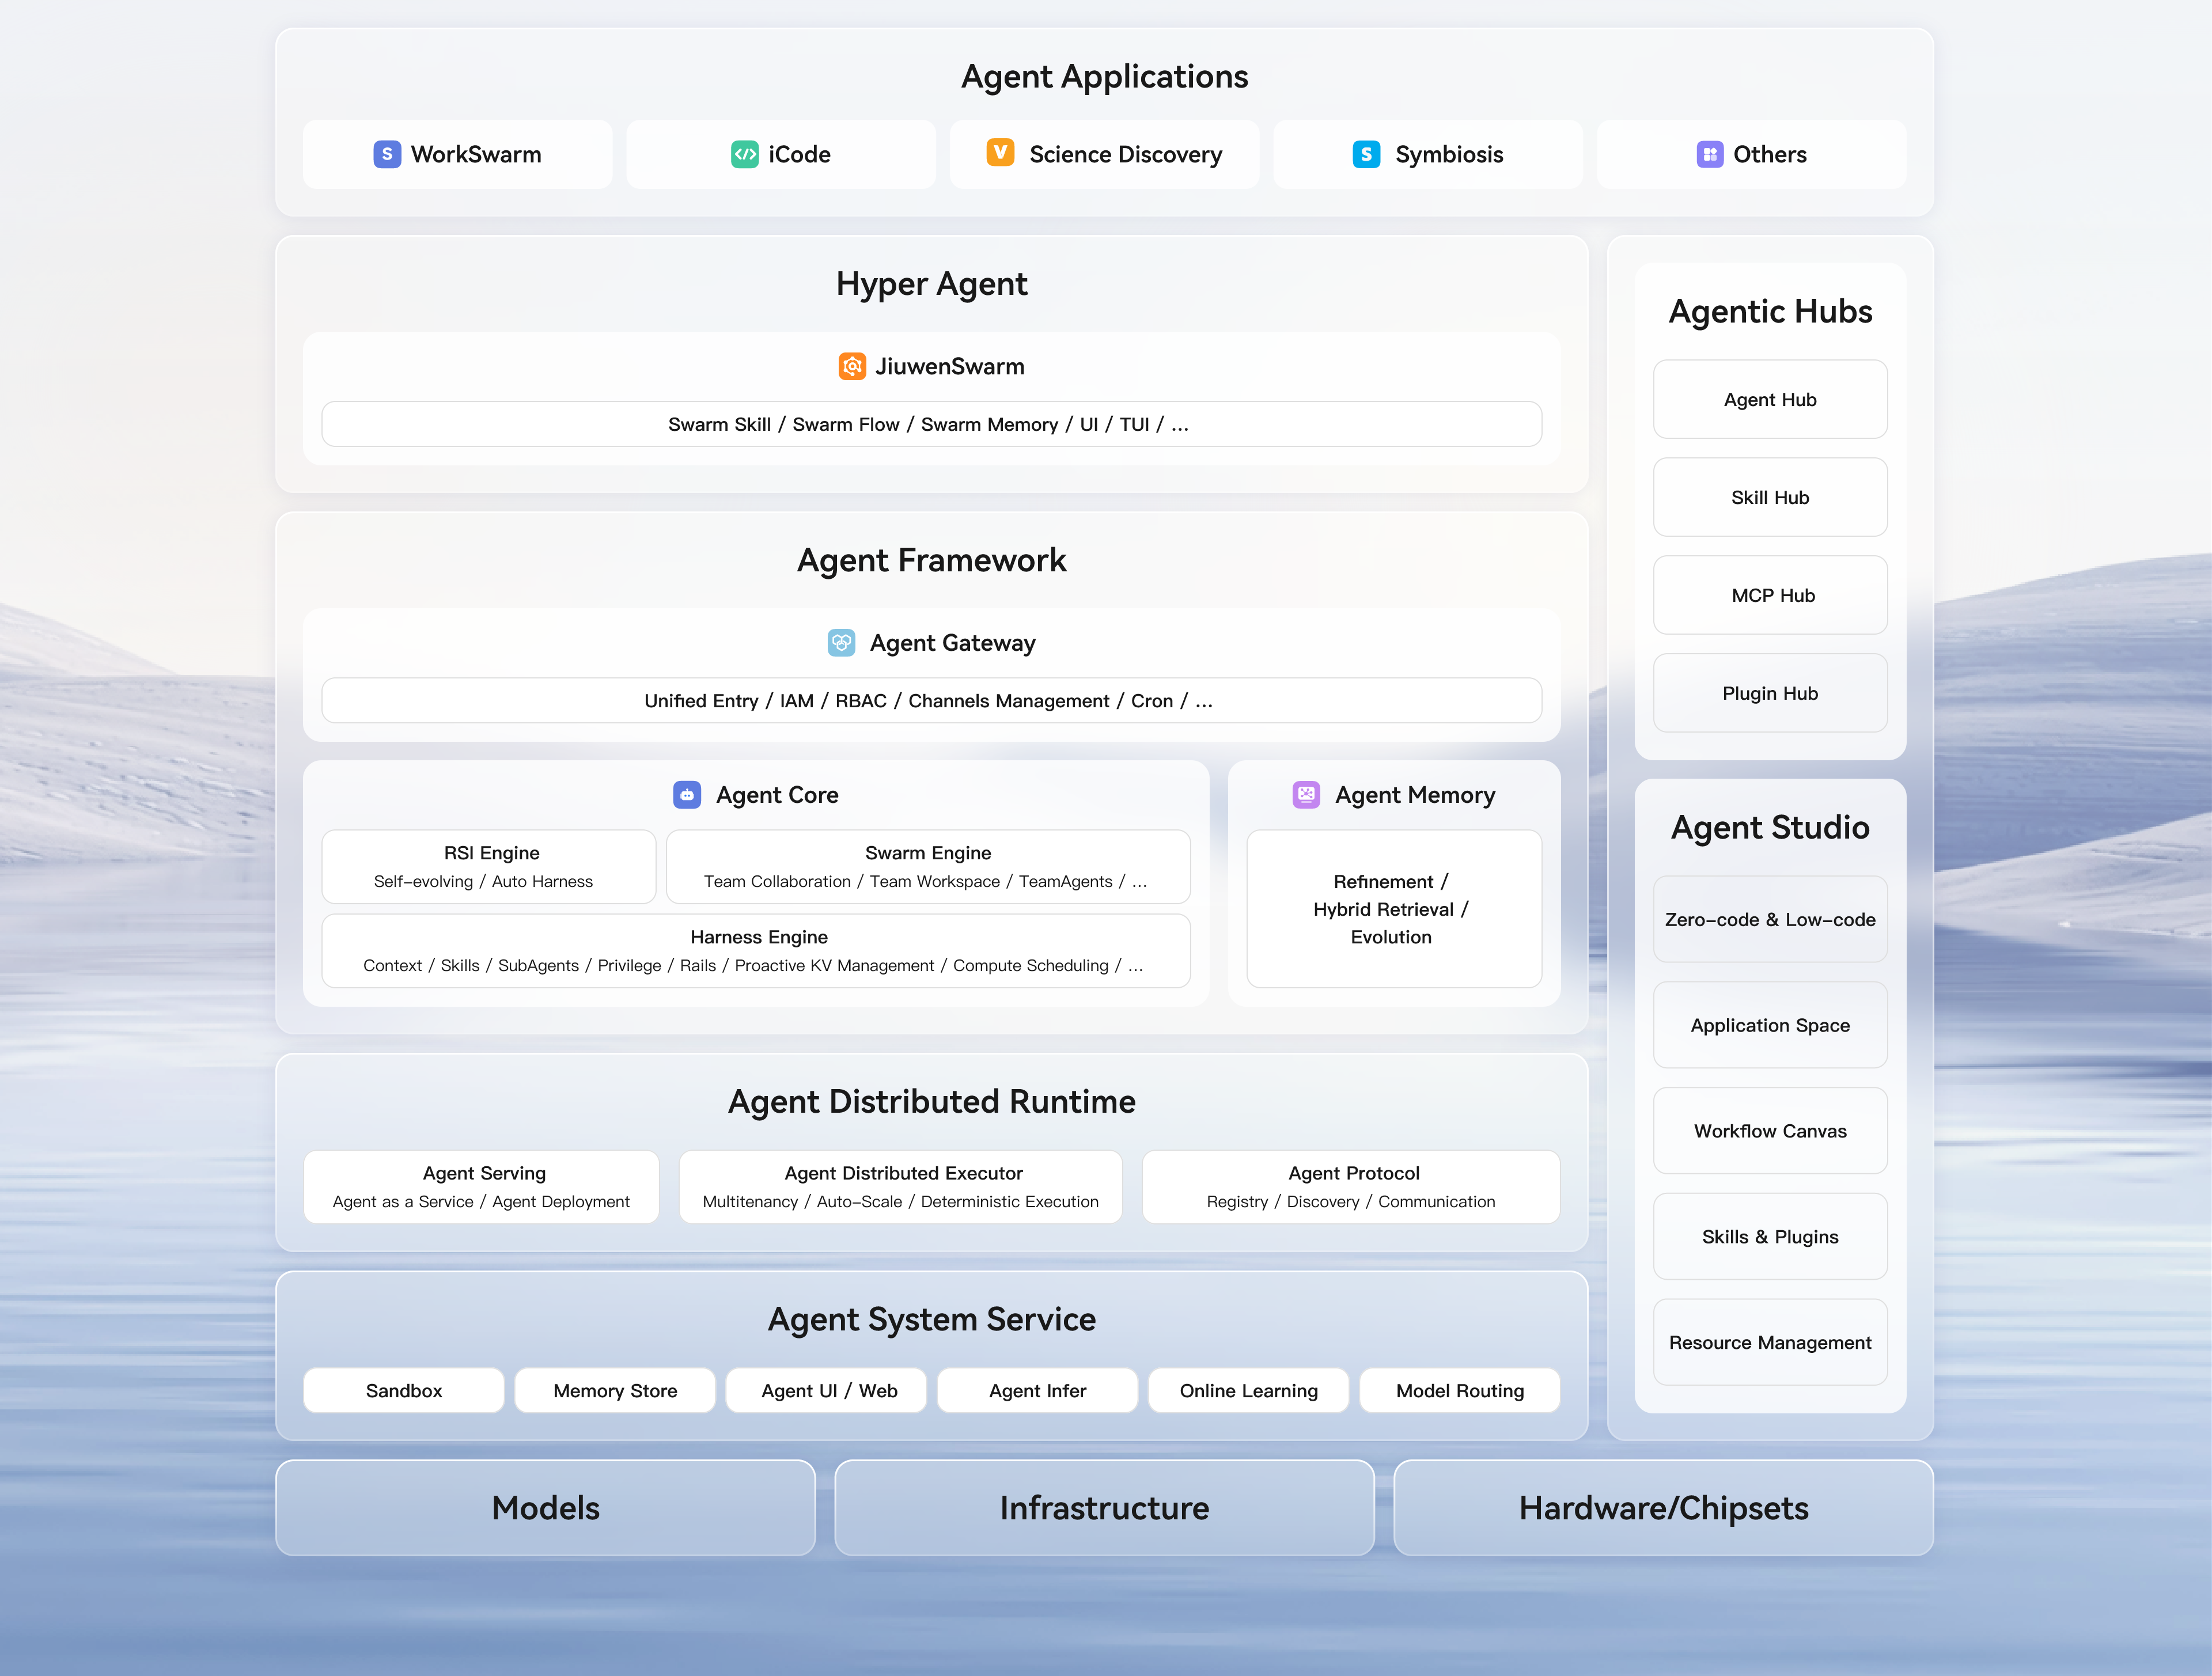 Agent Applications
S WorkSwarm
</> iCode
V Science Discovery
S Symbiosis
Others
Hyper Agent
JiuwenSwarm
Swarm Skill / Swarm Flow / Swarm Memory / UI / TUI / ...
Agent Framework
Agent Gateway
Unified Entry / IAM / RBAC / Channels Management / Cron / ...
Agent Core
RSI Engine
Self-evolving / Auto Harness
Swarm Engine
Team Collaboration / Team Workspace / TeamAgents / ...
Harness Engine
Context / Skills / SubAgents / Privilege / Rails / Proactive KV Management / Compute Scheduling / ...
Agent Memory
Refinement /
Hybrid Retrieval /
Evolution
Agent Distributed Runtime
Agent Serving
Agent as a Service / Agent Deployment
Agent Distributed Executor
Multitenancy / Auto-Scale / Deterministic Execution
Agent Protocol
Registry / Discovery / Communication
Agent System Service
Sandbox
Memory Store
Agent UI / Web
Agent Infer
Online Learning
Model Routing
Agentic Hubs
Agent Hub
Skill Hub
MCP Hub
Plugin Hub
Agent Studio
Zero-code & Low-code
Application Space
Workflow Canvas
Skills & Plugins
Resource Management
Models
Infrastructure
Hardware/Chipsets